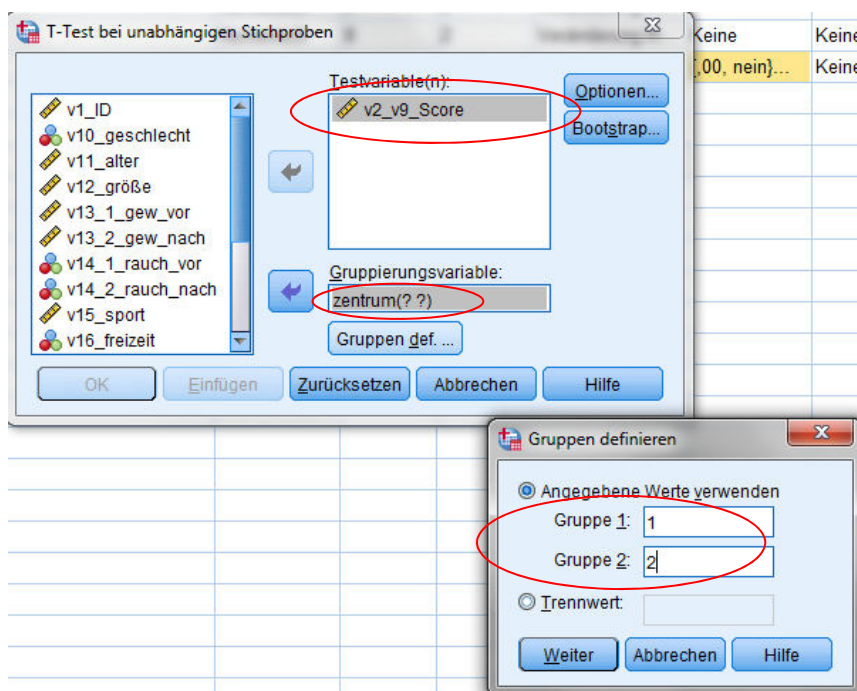 T-Test bei unabhängigen Stichproben
Keine
Keine
{,00, nein}...
Keine
v1_ID
v10_geschlecht
v11_alter
v12_größe
v13_1_gew_vor
v13_2_gew_nach
v14_1_rauch_vor
v14_2_rauch_nach
v15_sport
v16_freizeit
Testvariable(n):
v2_v9_Score
Optionen...
Bootstrap...
Gruppierungsvariable:
zentrum(? ?)
Gruppen def. ...
OK
Einfügen
Zurücksetzen
Abbrechen
Hilfe
Gruppen definieren
Angegebene Werte verwenden
Gruppe 1: 1
Gruppe 2: 2
Trennwert:
Weiter
Abbrechen
Hilfe